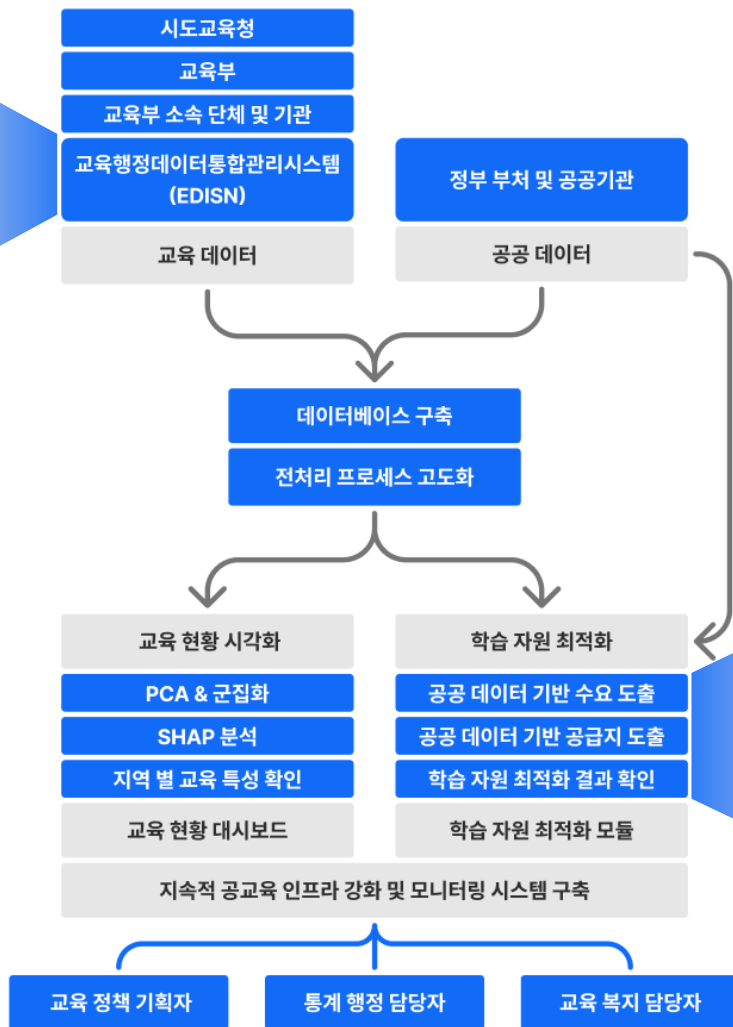 시도교육청
교육부
교육부 소속 단체 및 기관
교육행정데이터통합관리시스템
(EDISN)
정부 부처 및 공공기관
교육 데이터
공공 데이터
데이터베이스 구축
전처리 프로세스 고도화
교육 현황 시각화
학습 자원 최적화
PCA & 군집화
공공 데이터 기반 수요 도출
SHAP 분석
공공 데이터 기반 공급지 도출
지역 별 교육 특성 확인
학습 자원 최적화 결과 확인
교육 현황 대시보드
학습 자원 최적화 모듈
지속적 공교육 인프라 강화 및 모니터링 시스템 구축
교육 정책 기획자
통계 행정 담당자
교육 복지 담당자